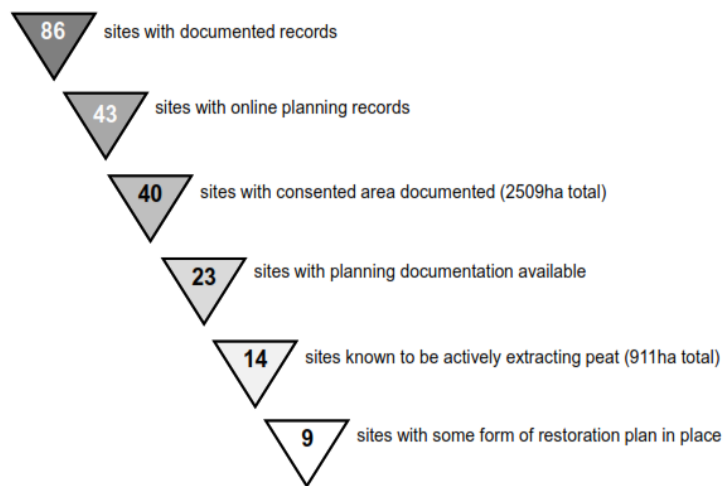 86 sites with documented records
43 sites with online planning records
40 sites with consented area documented (2509ha total)
23 sites with planning documentation available
14 sites known to be actively extracting peat (911ha total)
9 sites with some form of restoration plan in place